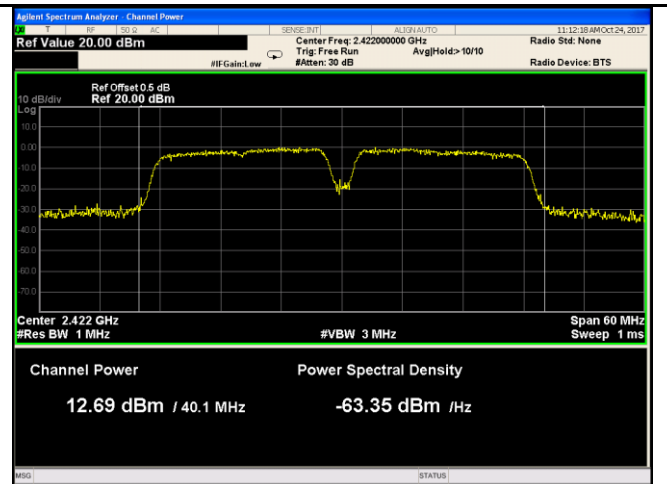 Agilent Spectrum Analyzer - Channel Power
T RF 50 Ω AC SENSE:INT ALIGN AUTO 11:12:18 AM Oct 24, 2017
Ref Value 20.00 dBm
Center Freq: 2.422000000 GHz
Radio Std: None
Trig: Free Run Avg|Hold:> 10/10
#IFGain:Low #Atten: 30 dB
Radio Device: BTS
Ref Offset 0.5 dB
10 dB/div Ref 20.00 dBm
Log
10.0
0.00
-10.0
-20.0
-30.0
-40.0
-50.0
-60.0
-70.0
Center 2.422 GHz Span 60 MHz
#Res BW 1 MHz #VBW 3 MHz Sweep 1 ms
Channel Power Power Spectral Density
12.69 dBm / 40.1 MHz -63.35 dBm /Hz
MSG STATUS